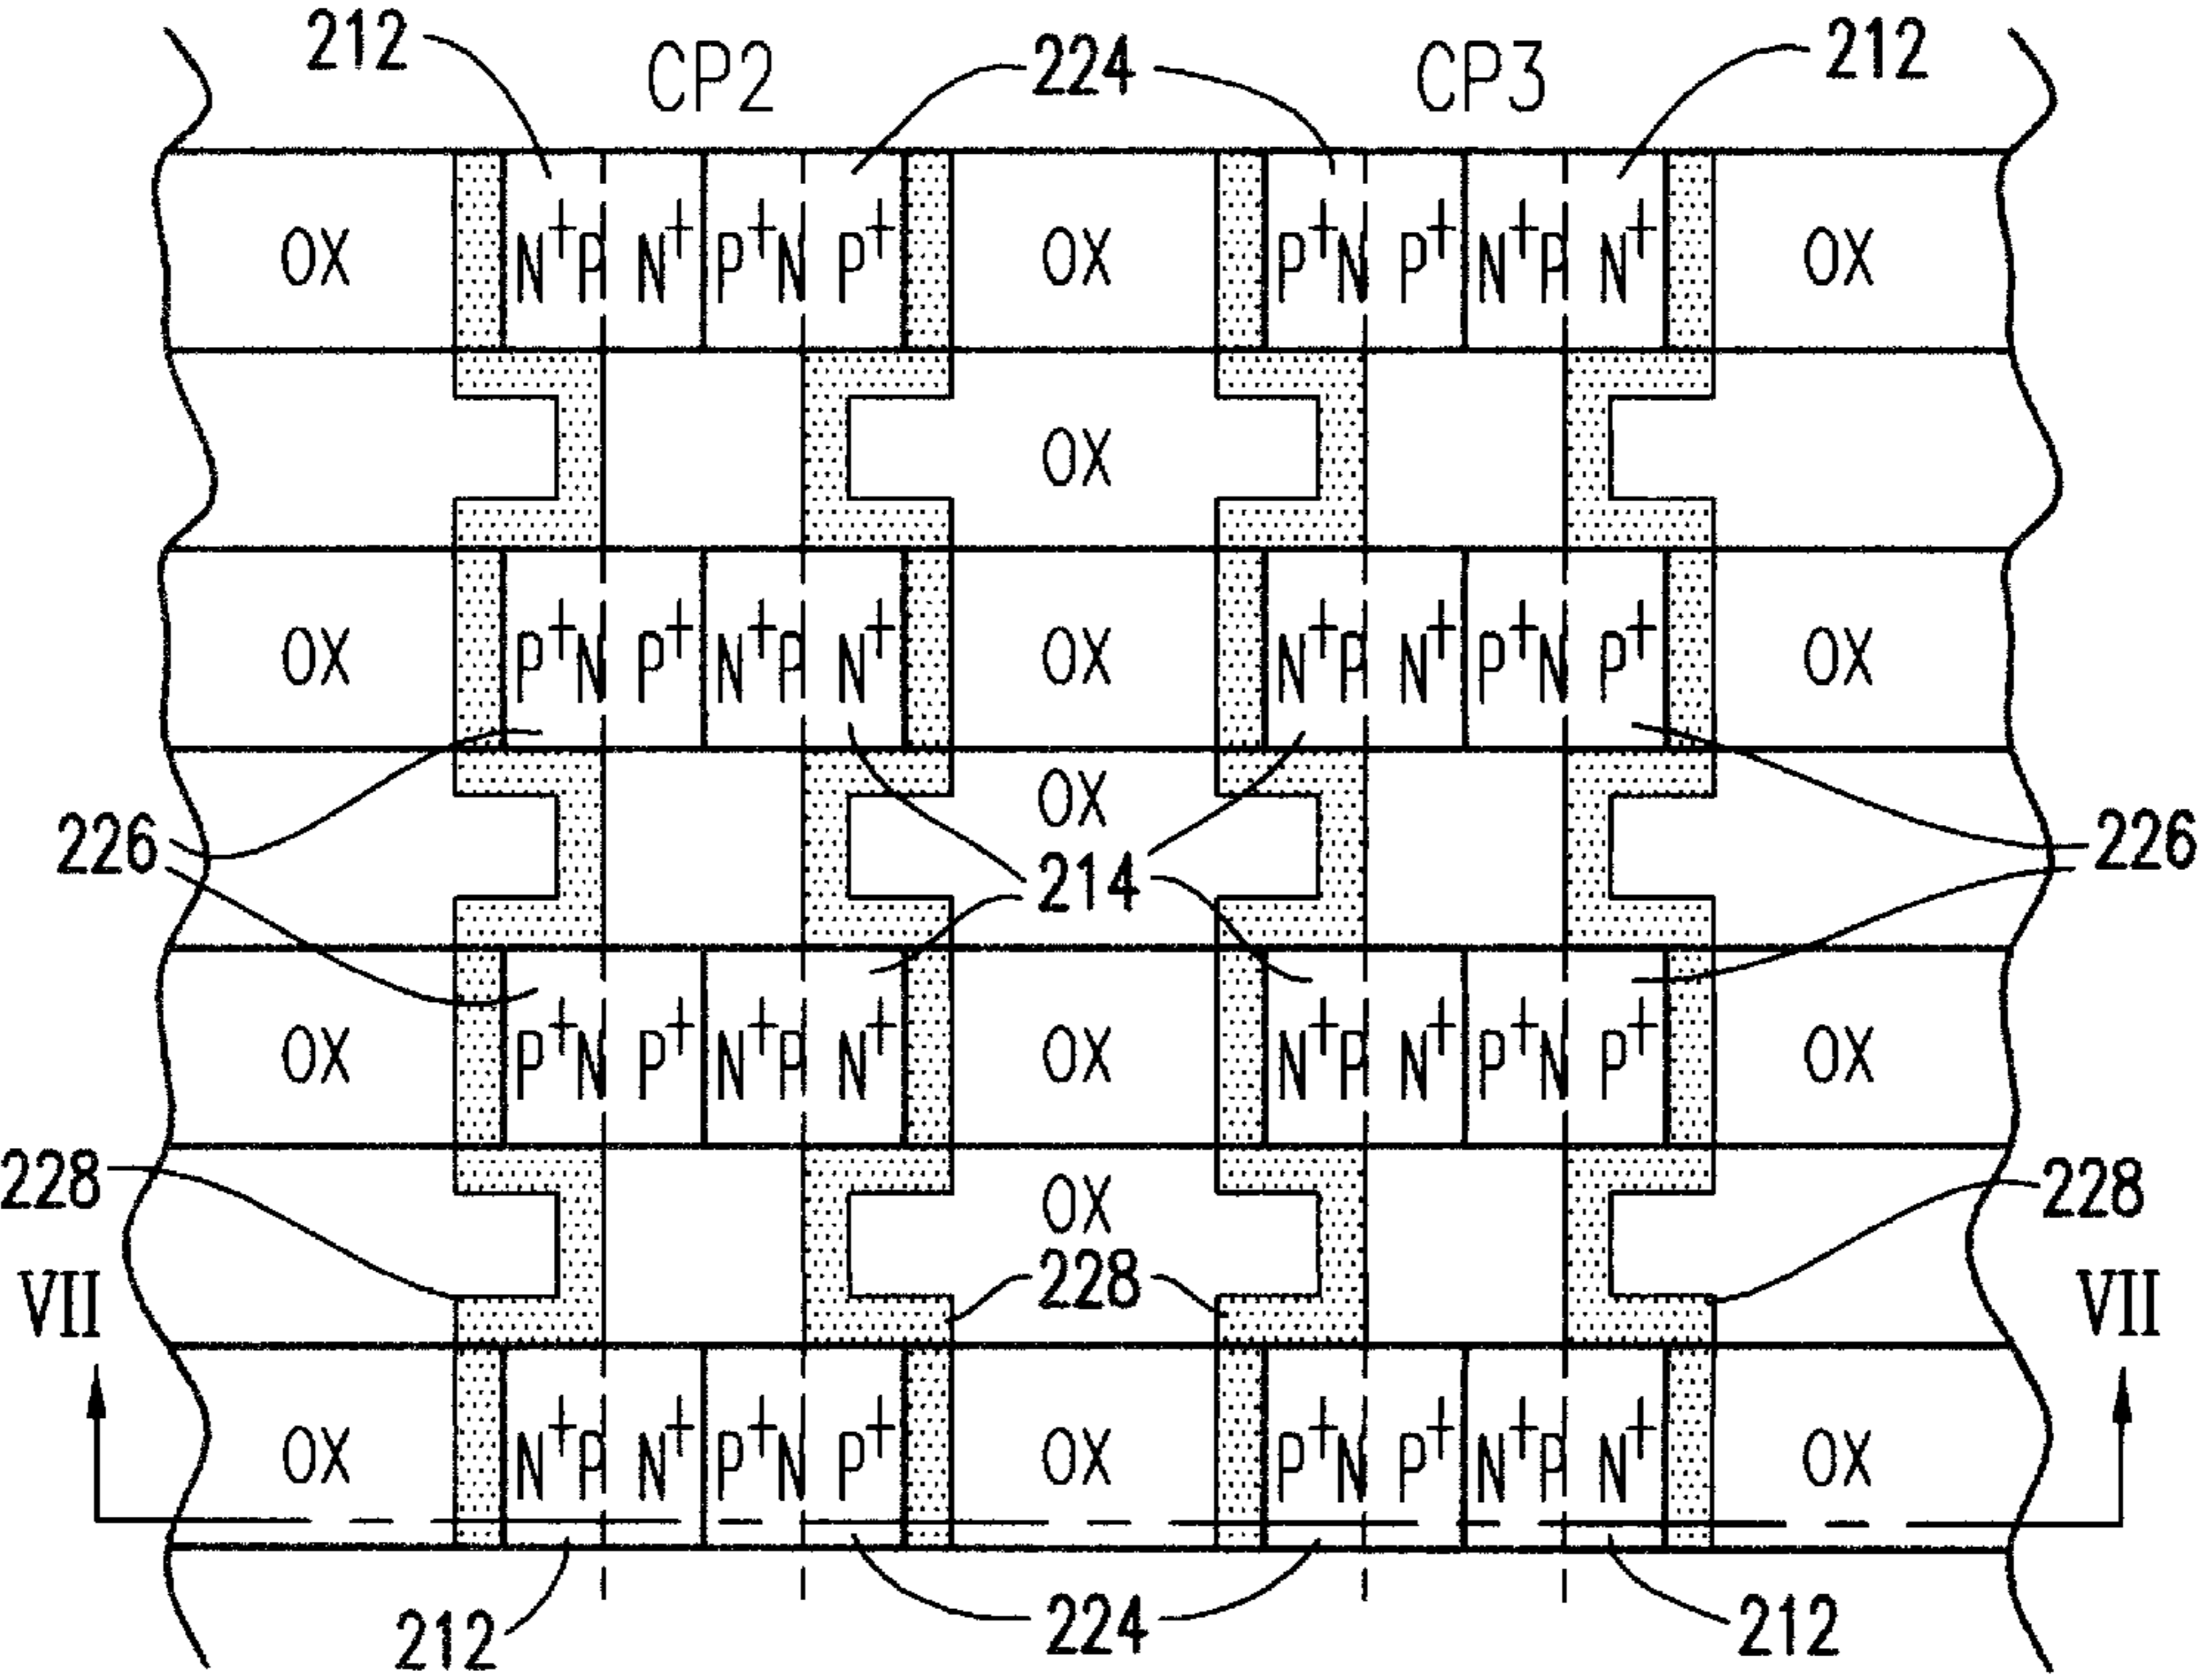 212 CP2 224 CP3 212
OX N+P N+ P+N P+ OX P+N P+ N+P N+ OX
OX
OX P+N P+ N+P N+ OX N+P N+ P+N P+ OX
OX
226 214 226
OX P+N P+ N+P N+ OX N+P N+ P+N P+ OX
228 OX 228
VII 228 VII
OX N+P N+ P+N P+ OX P+N P+ N+P N+ OX
212 224 212